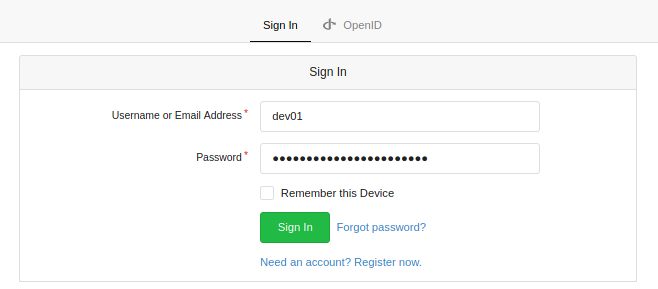 Sign In OpenID
Sign In
Username or Email Address *
dev01
Password *
●●●●●●●●●●●●●●●●●●●●●●●
Remember this Device
Sign In Forgot password?
Need an account? Register now.